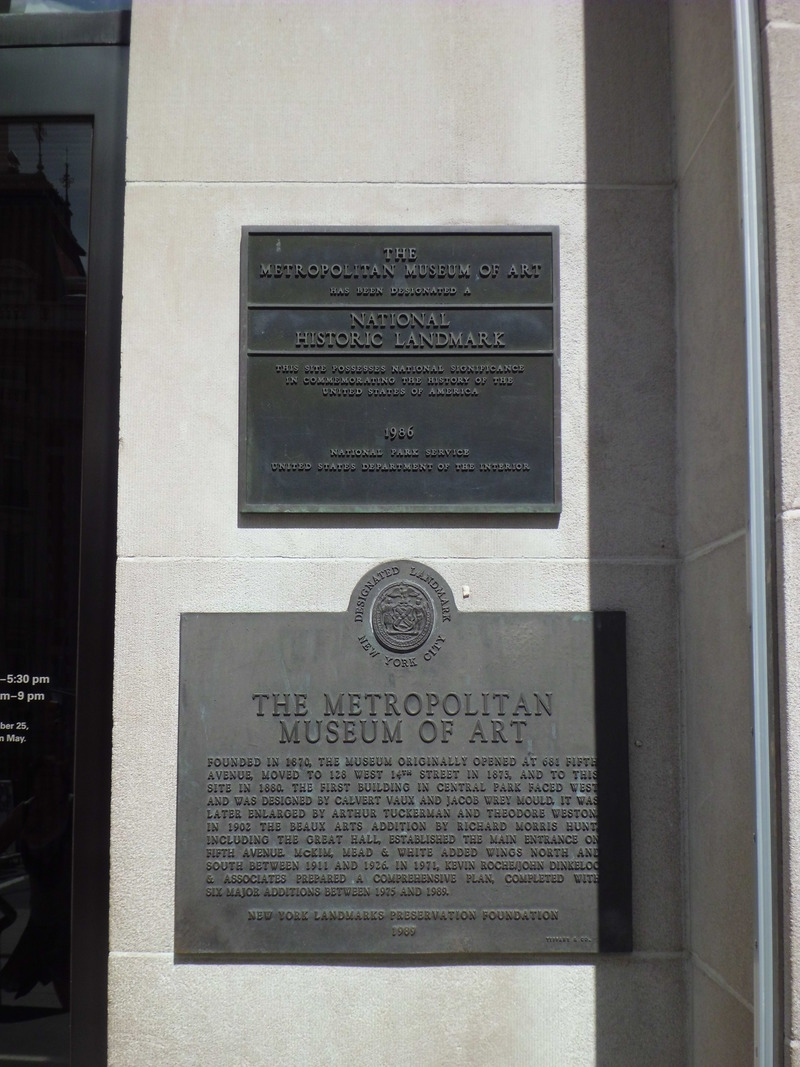 THE
METROPOLITAN MUSEUM OF ART
HAS BEEN DESIGNATED A
NATIONAL
HISTORIC LANDMARK
THIS SITE POSSESSES NATIONAL SIGNIFICANCE
IN COMMEMORATING THE HISTORY OF THE
UNITED STATES OF AMERICA
1986
NATIONAL PARK SERVICE
UNITED STATES DEPARTMENT OF THE INTERIOR
DESIGNATED LANDMARK
NEW YORK CITY
THE METROPOLITAN
MUSEUM OF ART
FOUNDED IN 1870, THE MUSEUM ORIGINALLY OPENED AT 681 FIFTH
AVENUE, MOVED TO 128 WEST 14TH STREET IN 1873, AND TO THIS
SITE IN 1880. THE FIRST BUILDING IN CENTRAL PARK FACED WEST
AND WAS DESIGNED BY CALVERT VAUX AND JACOB WREY MOULD. IT WAS
LATER ENLARGED BY ARTHUR TUCKERMAN AND THEODORE WESTON.
IN 1902 THE BEAUX ARTS ADDITION BY RICHARD MORRIS HUNT,
INCLUDING THE GREAT HALL, ESTABLISHED THE MAIN ENTRANCE ON
FIFTH AVENUE. McKIM, MEAD & WHITE ADDED WINGS NORTH AND
SOUTH BETWEEN 1911 AND 1926. IN 1971, KEVIN ROCHE/JOHN DINKELOO
& ASSOCIATES PREPARED A COMPREHENSIVE PLAN, COMPLETED WITH
SIX MAJOR ADDITIONS BETWEEN 1975 AND 1989.
NEW YORK LANDMARKS PRESERVATION FOUNDATION
1989
TIFFANY & CO.
–5:30 pm
m–9 pm
ber 25,
n May.